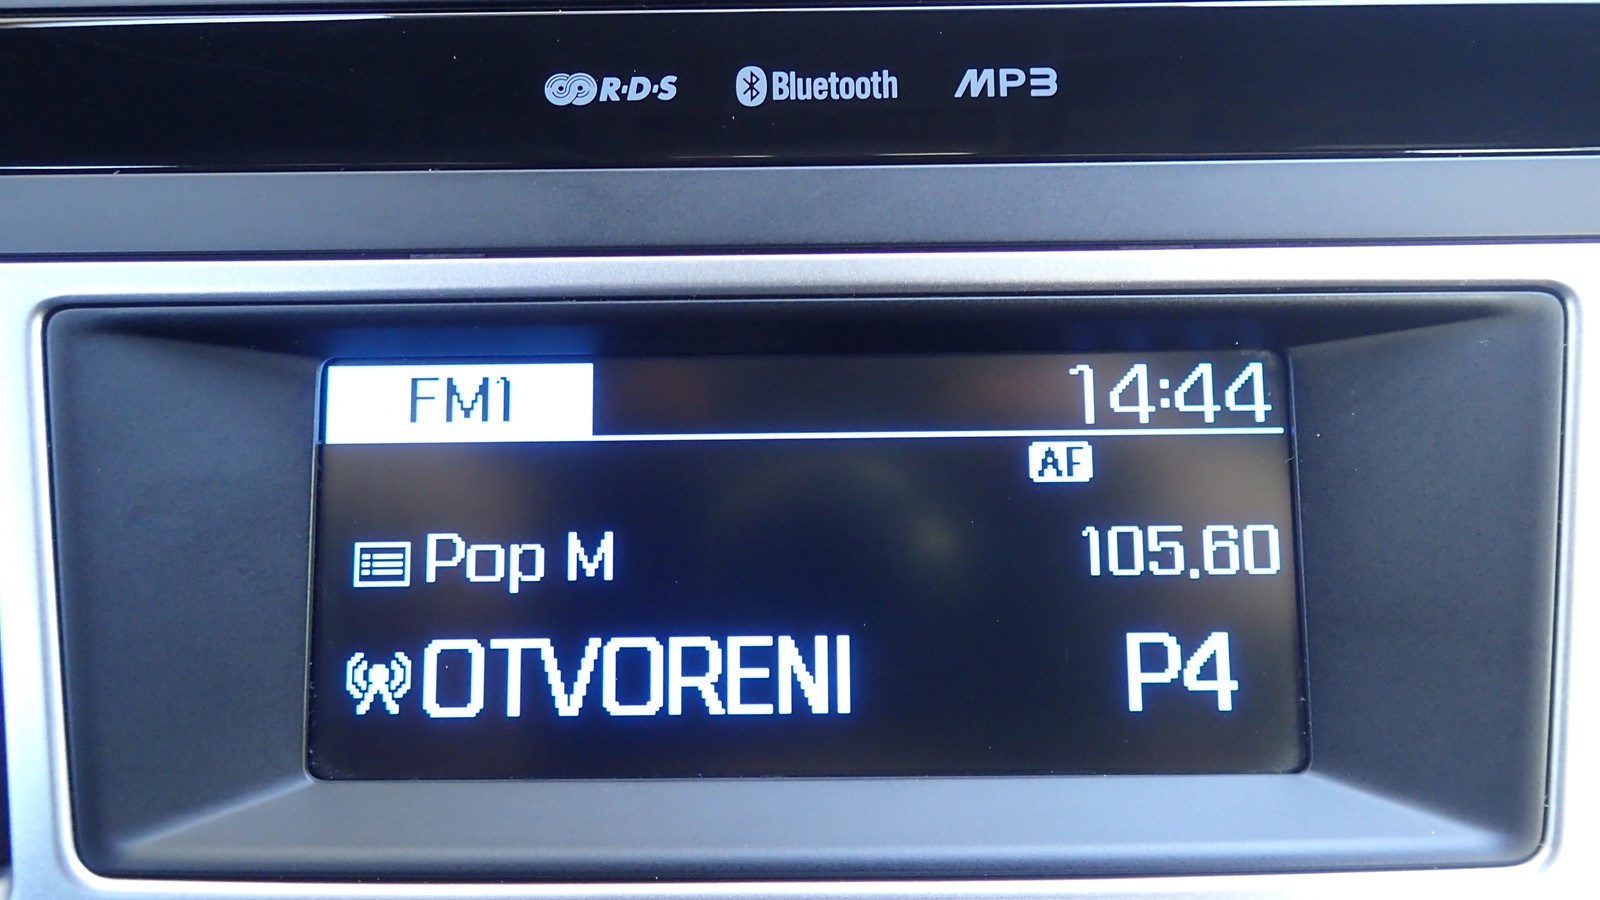 R·D·S Bluetooth MP3
FM1 14:44
AF
Pop M 105.60
OTVORENI P4